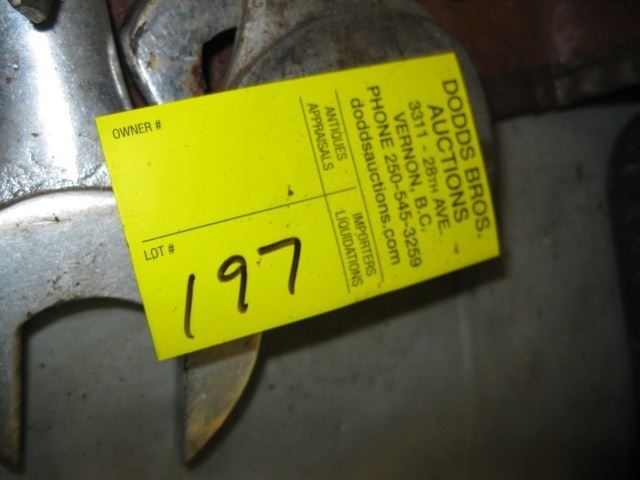 OWNER #
LOT #
197
ANTIQUES
APPRAISALS
IMPORTERS
LIQUIDATIONS
DODDS BROS.
AUCTIONS
3311 - 28TH AVE.
VERNON, B.C.
PHONE 250-545-3259
doddsauctions.com